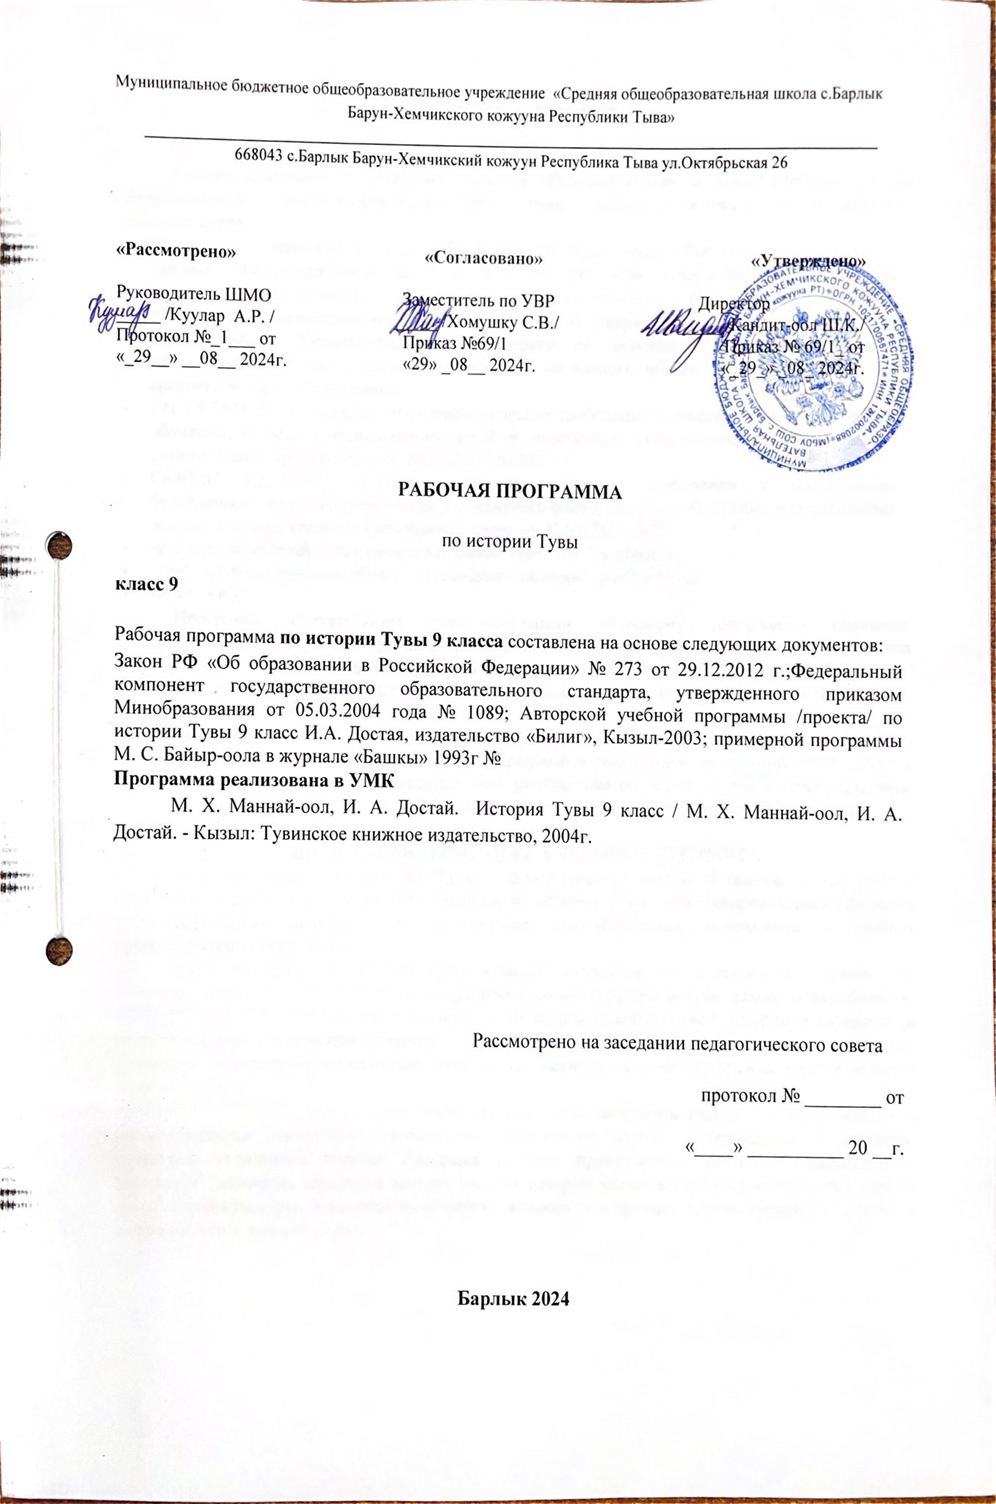 Муниципальное бюджетное общеобразовательное учреждение «Средняя общеобразовательная школа с.Барлык
Барун-Хемчикского кожууна Республики Тыва»
668043 с.Барлык Барун-Хемчикский кожуун Республика Тыва ул.Октябрьская 26
«Рассмотрено»
Руководитель ШМО
/Куулар А.Р. /
Протокол №_1___ от
«_29__» __08__ 2024г.
«Согласовано»
Заместитель по УВР
Хомушку С.В./
Приказ №69/1
«29» _08__ 2024г.
«Утверждено»
Директор
/Кандит-оол Ш.К./
Приказ № 69/1_ от
«_29_»_08_ 2024г.
РАБОЧАЯ ПРОГРАММА
по истории Тувы
класс 9
Рабочая программа по истории Тувы 9 класса составлена на основе следующих документов:
Закон РФ «Об образовании в Российской Федерации» № 273 от 29.12.2012 г.;Федеральный
компонент государственного образовательного стандарта, утвержденного приказом
Минобразования от 05.03.2004 года № 1089; Авторской учебной программы /проекта/ по
истории Тувы 9 класс И.А. Достая, издательство «Билиг», Кызыл-2003; примерной программы
М. С. Байыр-оола в журнале «Башкы» 1993г №
Программа реализована в УМК
М. Х. Маннай-оол, И. А. Достай. История Тувы 9 класс / М. Х. Маннай-оол, И. А.
Достай. - Кызыл: Тувинское книжное издательство, 2004г.
Рассмотрено на заседании педагогического совета
протокол № ________ от
«____» __________ 20 __г.
Барлык 2024